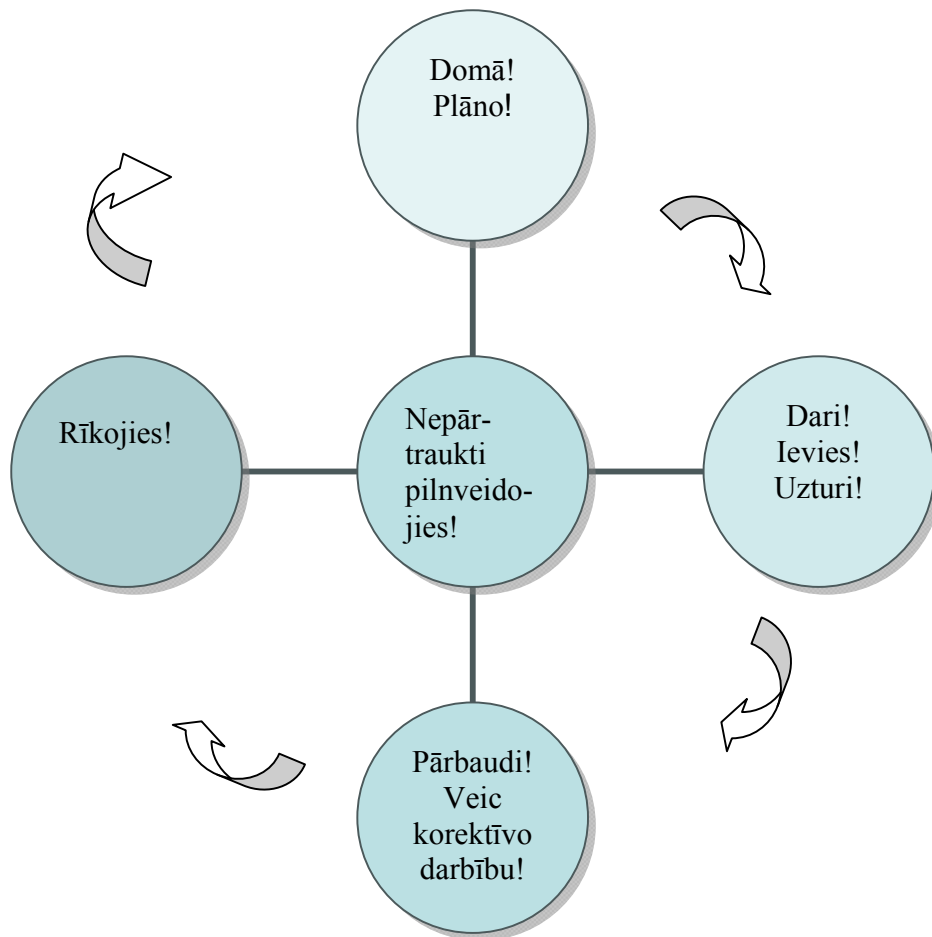 Domā!
Plāno!
Rīkojies!
Nepār-
traukti
pilnveido-
jies!
Dari!
Ievies!
Uzturi!
Pārbaudi!
Veic
korektīvo
darbību!